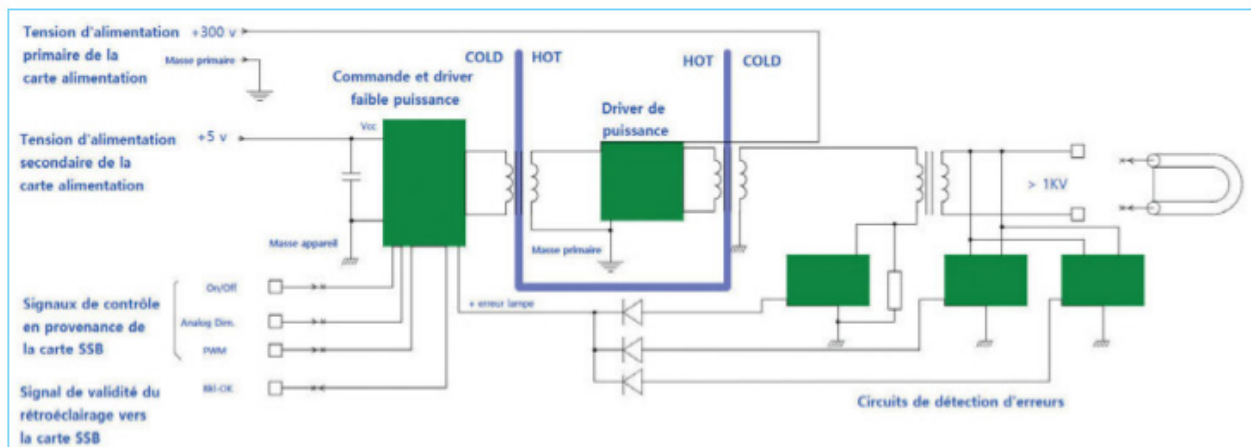 Tension d'alimentation
primaire de la
carte alimentation
+300 v
Masse primaire
COLD
HOT
HOT
COLD
Commande et driver
faible puissance
Driver de
puissance
Tension d'alimentation
secondaire de la
carte alimentation
+5 v
Vcc
> 1KV
Masse appareil
Masse primaire
Signaux de contrôle
en provenance de
la carte SSB
On/Off
Analog Dim.
PWM
+ erreur lampe
Signal de validité du
rétroéclairage vers
la carte SSB
Bkl-OK
Circuits de détection d'erreurs